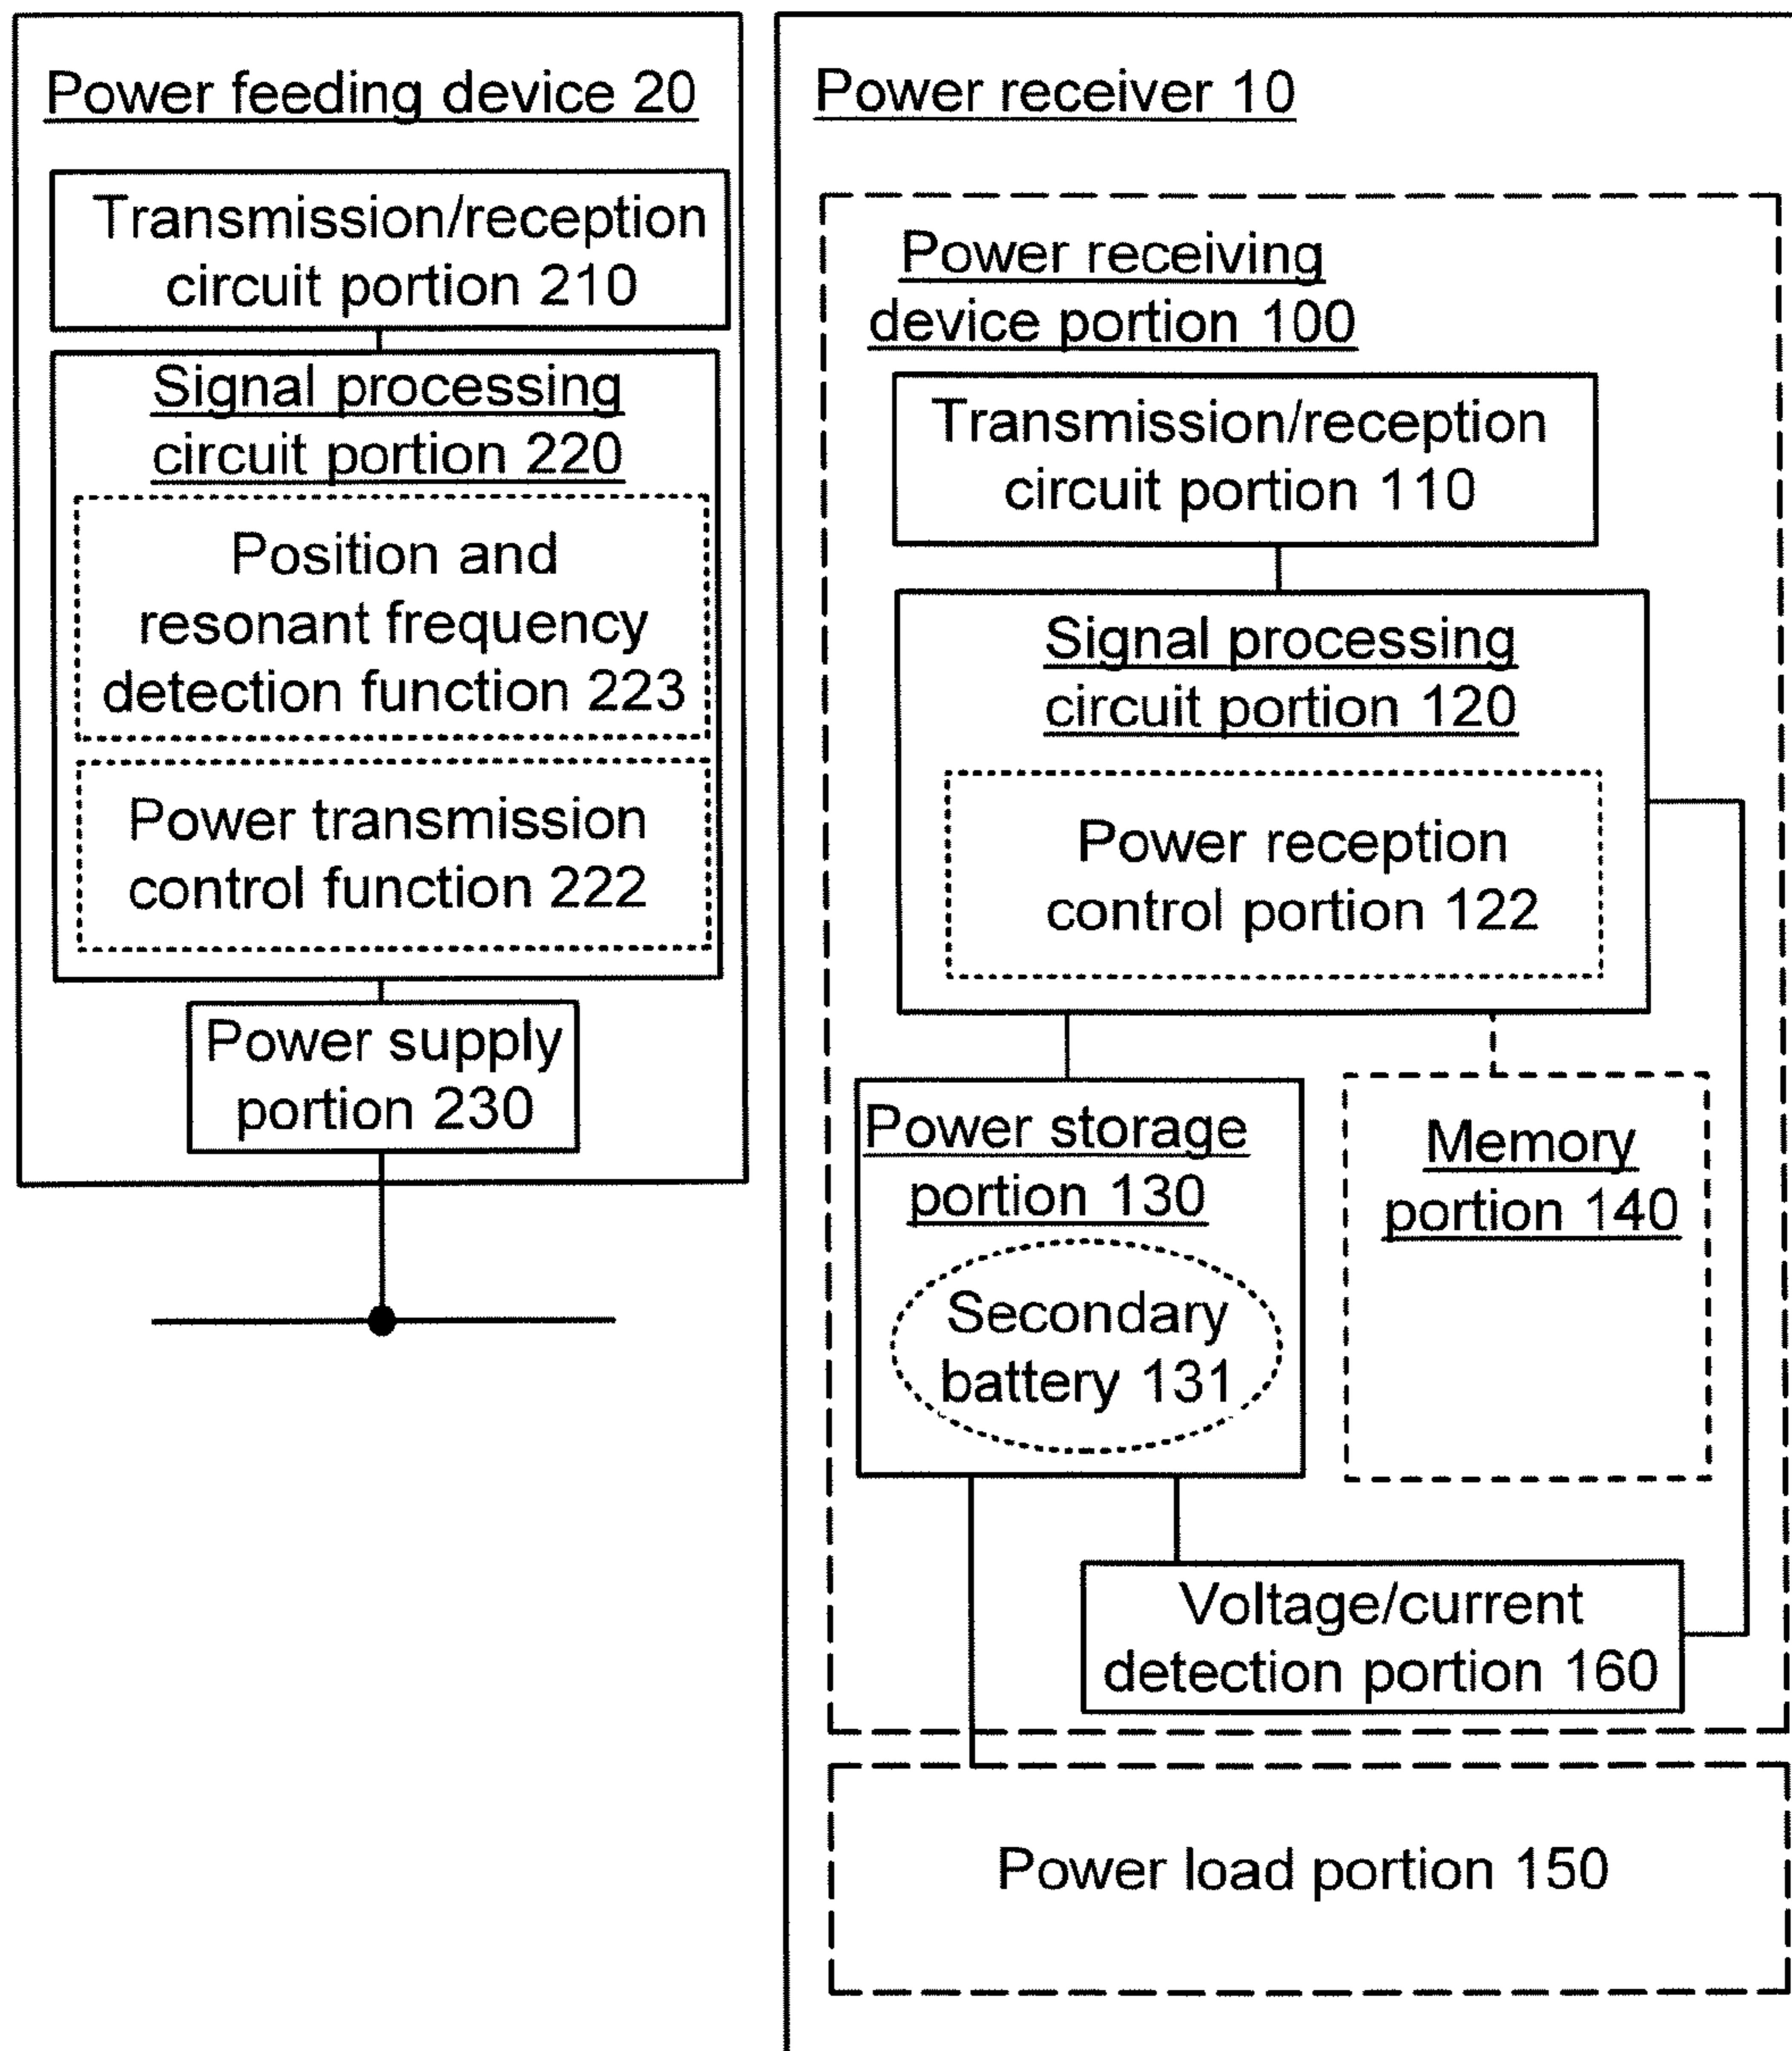 Power feeding device 20
Transmission/reception
circuit portion 210
Signal processing
circuit portion 220
Position and
resonant frequency
detection function 223
Power transmission
control function 222
Power supply
portion 230
Power receiver 10
Power receiving
device portion 100
Transmission/reception
circuit portion 110
Signal processing
circuit portion 120
Power reception
control portion 122
Power storage
portion 130
Secondary
battery 131
Memory
portion 140
Voltage/current
detection portion 160
Power load portion 150